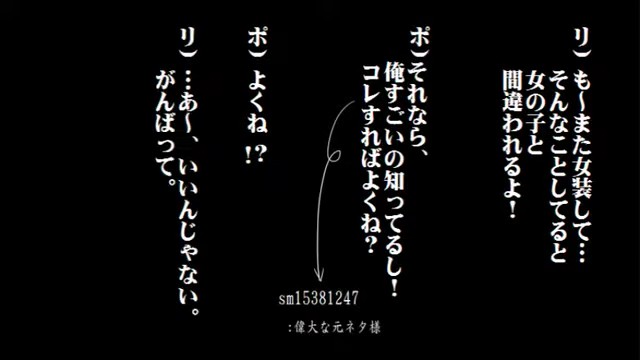 リ）も～また女装して…
そんなことしてると
女の子と
間違われるよ！
ポ）それなら、
俺すごいの知ってるし！
コレすればよくね？
ポ）よくね！？
リ）…あ～、いいんじゃない。
がんばって。
sm15381247
：偉大な元ネタ様